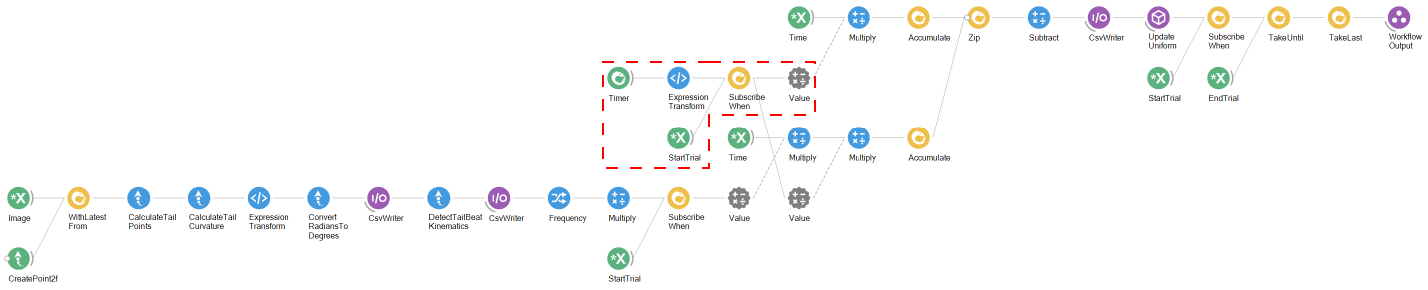 Time
Multiply
Accumulate
Zip
Subtract
CsvWriter
Update
Uniform
Subscribe
When
TakeUntil
TakeLast
Workflow
Output
Timer
Expression
Transform
Subscribe
When
Value
StartTrial
EndTrial
StartTrial
Time
Multiply
Multiply
Accumulate
Image
WithLatest
From
CalculateTail
Points
CalculateTail
Curvature
Expression
Transform
Convert
RadiansTo
Degrees
CsvWriter
DetectTailBeat
Kinematics
CsvWriter
Frequency
Multiply
Subscribe
When
Value
Value
CreatePoint2f
StartTrial